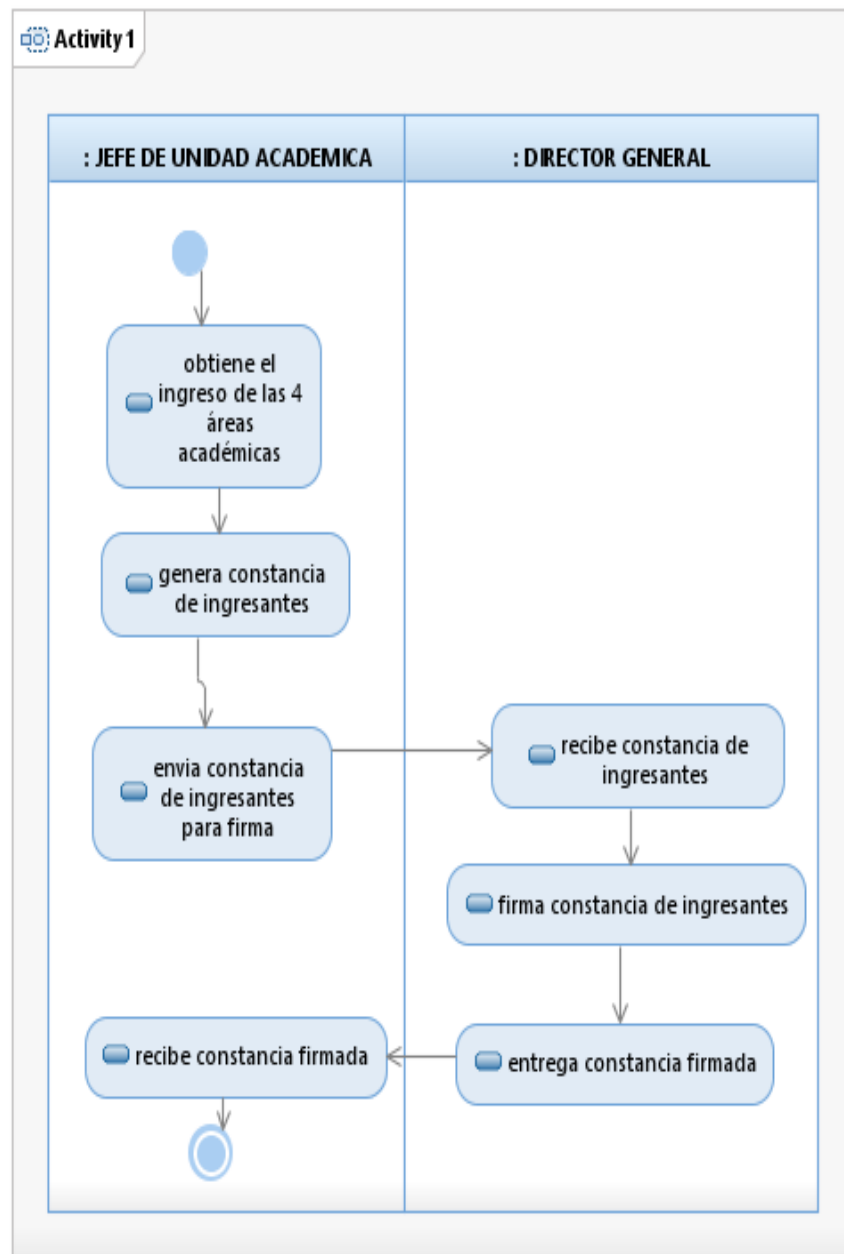 Activity 1
: JEFE DE UNIDAD ACADEMICA
: DIRECTOR GENERAL
obtiene el
ingreso de las 4
áreas
académicas
genera constancia
de ingresantes
envia constancia
de ingresantes
para firma
recibe constancia de
ingresantes
firma constancia de ingresantes
entrega constancia firmada
recibe constancia firmada